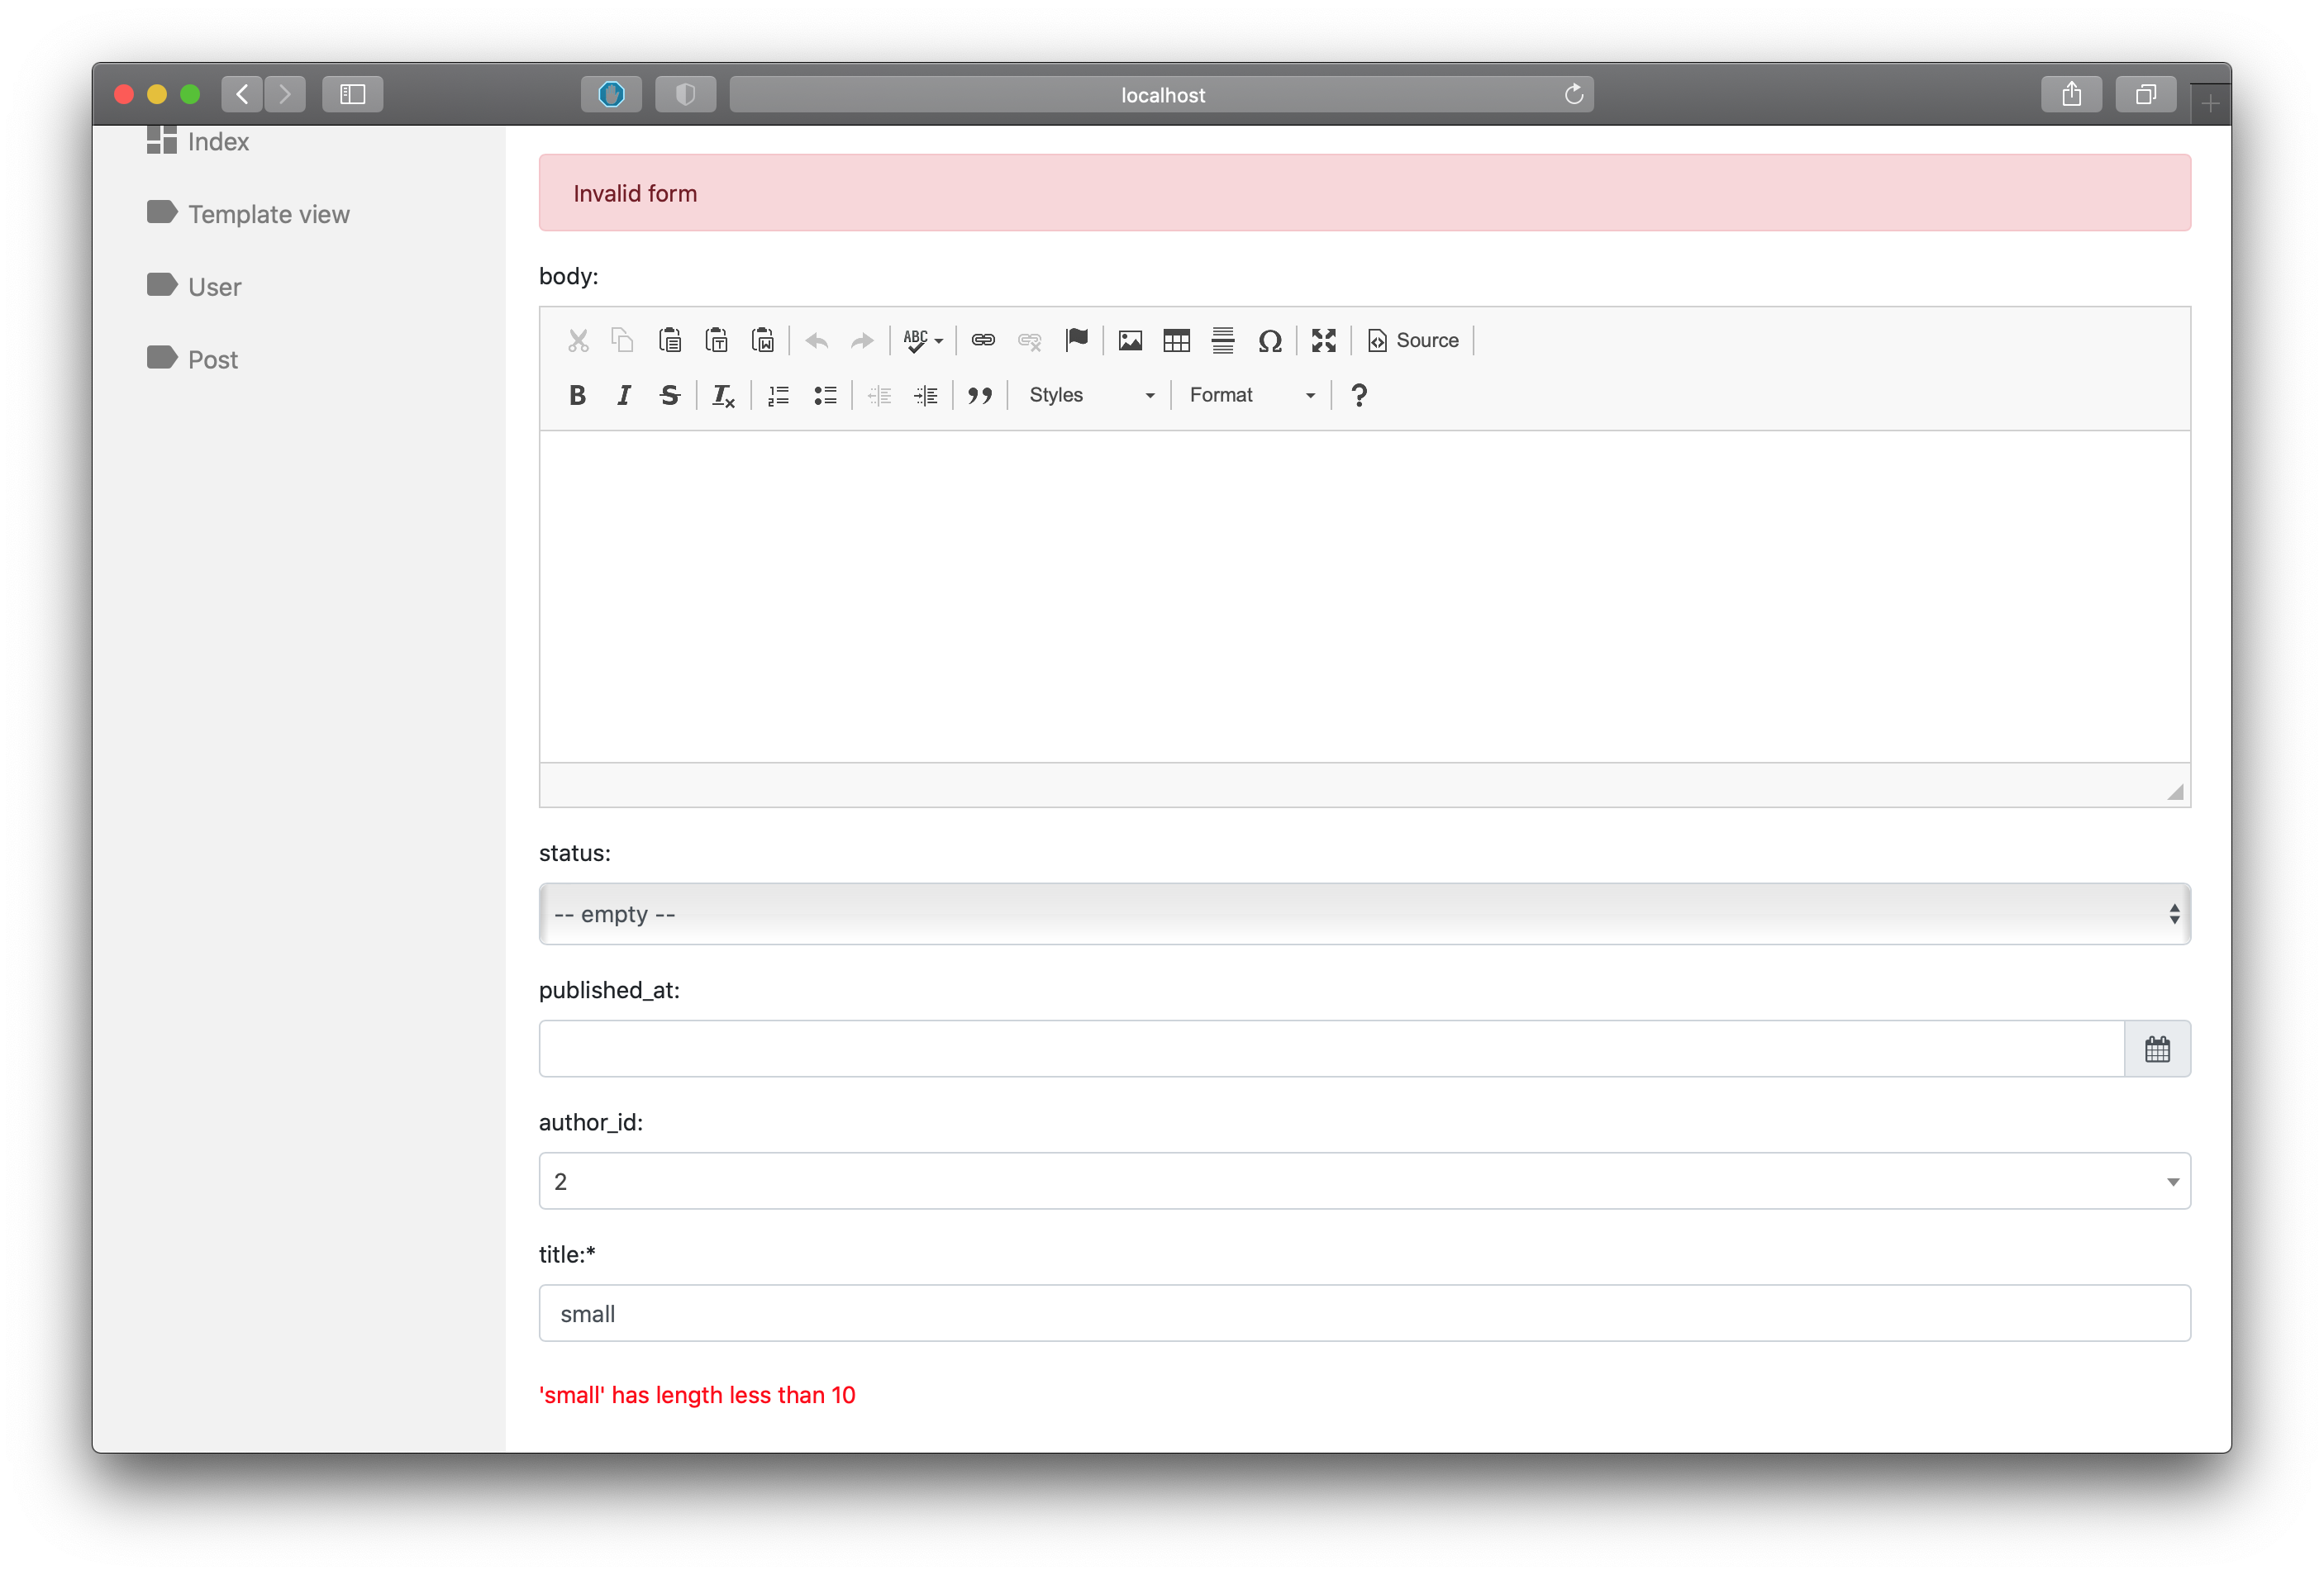 localhost
Index
Template view
User
Post
Invalid form
body:
ABC
Source
B I S Styles Format ?
status:
-- empty --
published_at:
author_id:
2
title:*
small
'small' has length less than 10